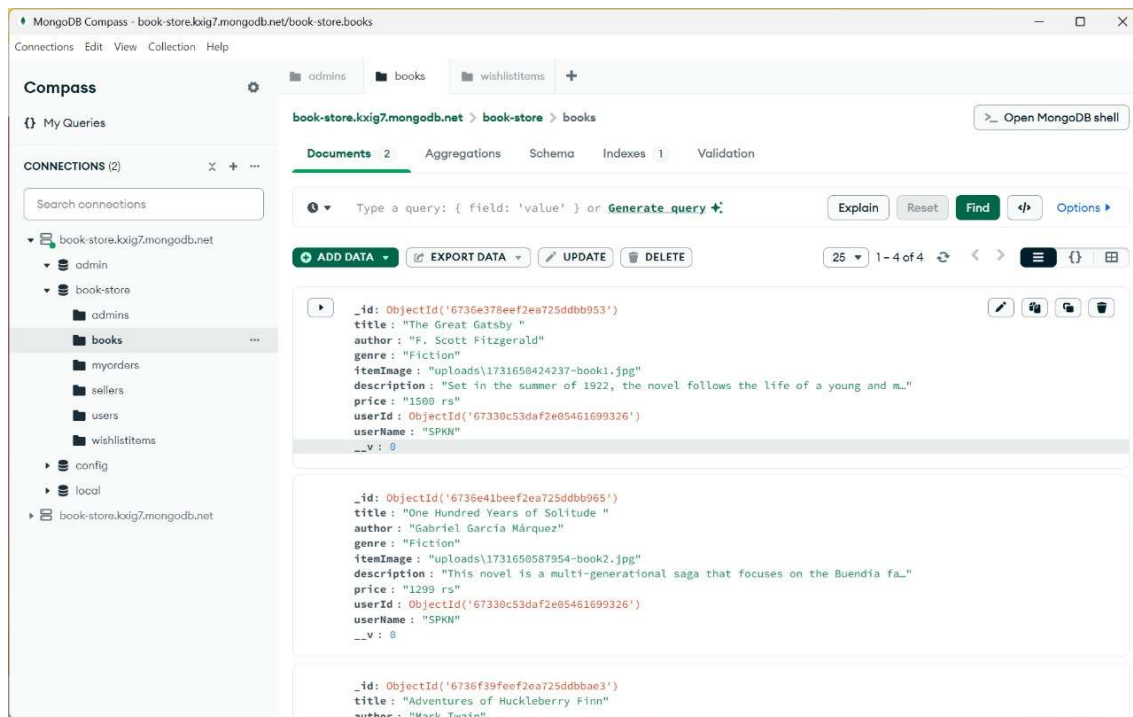 MongoDB Compass - book-store.kxig7.mongodb.net/book-store.books
Connections Edit View Collection Help
Compass
{} My Queries
CONNECTIONS (2)
Search connections
book-store.kxig7.mongodb.net
admin
book-store
admins
books
myorders
sellers
users
wishlistitems
config
local
book-store.kxig7.mongodb.net
admins books wishlistitems
book-store.kxig7.mongodb.net > book-store > books
>_ Open MongoDB shell
Documents 2 Aggregations Schema Indexes 1 Validation
Type a query: { field: 'value' } or Generate query
Explain Reset Find </> Options
ADD DATA EXPORT DATA UPDATE DELETE
25 1 – 4 of 4 {}
_id: ObjectId('6736e378eef2ea725ddbb953')
title : "The Great Gatsby "
author : "F. Scott Fitzgerald"
genre : "Fiction"
itemImage : "uploads\1731650424237-book1.jpg"
description : "Set in the summer of 1922, the novel follows the life of a young and m…"
price : "1500 rs"
userId : ObjectId('67330c53daf2e05461699326')
userName : "SPKN"
__v : 0
_id: ObjectId('6736e41beef2ea725ddbb965')
title : "One Hundred Years of Solitude "
author : "Gabriel García Márquez"
genre : "Fiction"
itemImage : "uploads\1731650587954-book2.jpg"
description : "This novel is a multi-generational saga that focuses on the Buendia fa…"
price : "1299 rs"
userId : ObjectId('67330c53daf2e05461699326')
userName : "SPKN"
__v : 0
_id: ObjectId('6736f39feef2ea725ddbbae3')
title : "Adventures of Huckleberry Finn"
author : "Mark Twain"